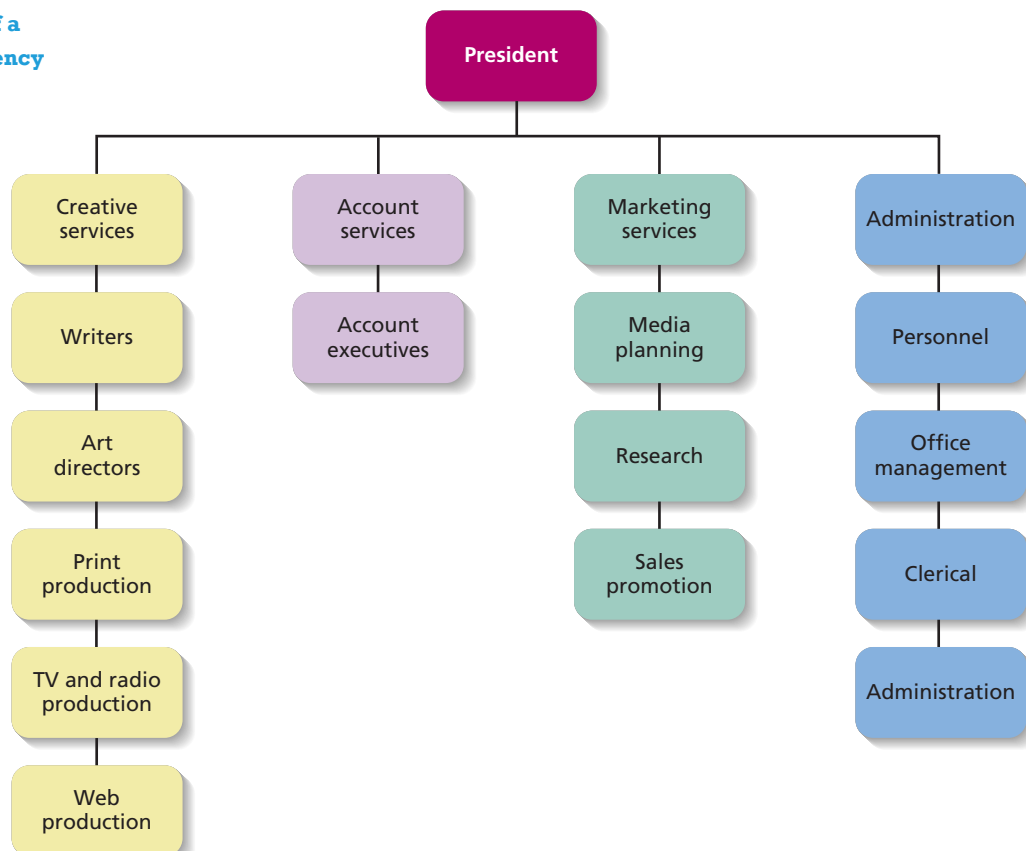 f a
ency
President
Creative
services
Account
services
Marketing
services
Administration
Writers
Account
executives
Media
planning
Personnel
Art
directors
Research
Office
management
Print
production
Sales
promotion
Clerical
TV and radio
production
Administration
Web
production